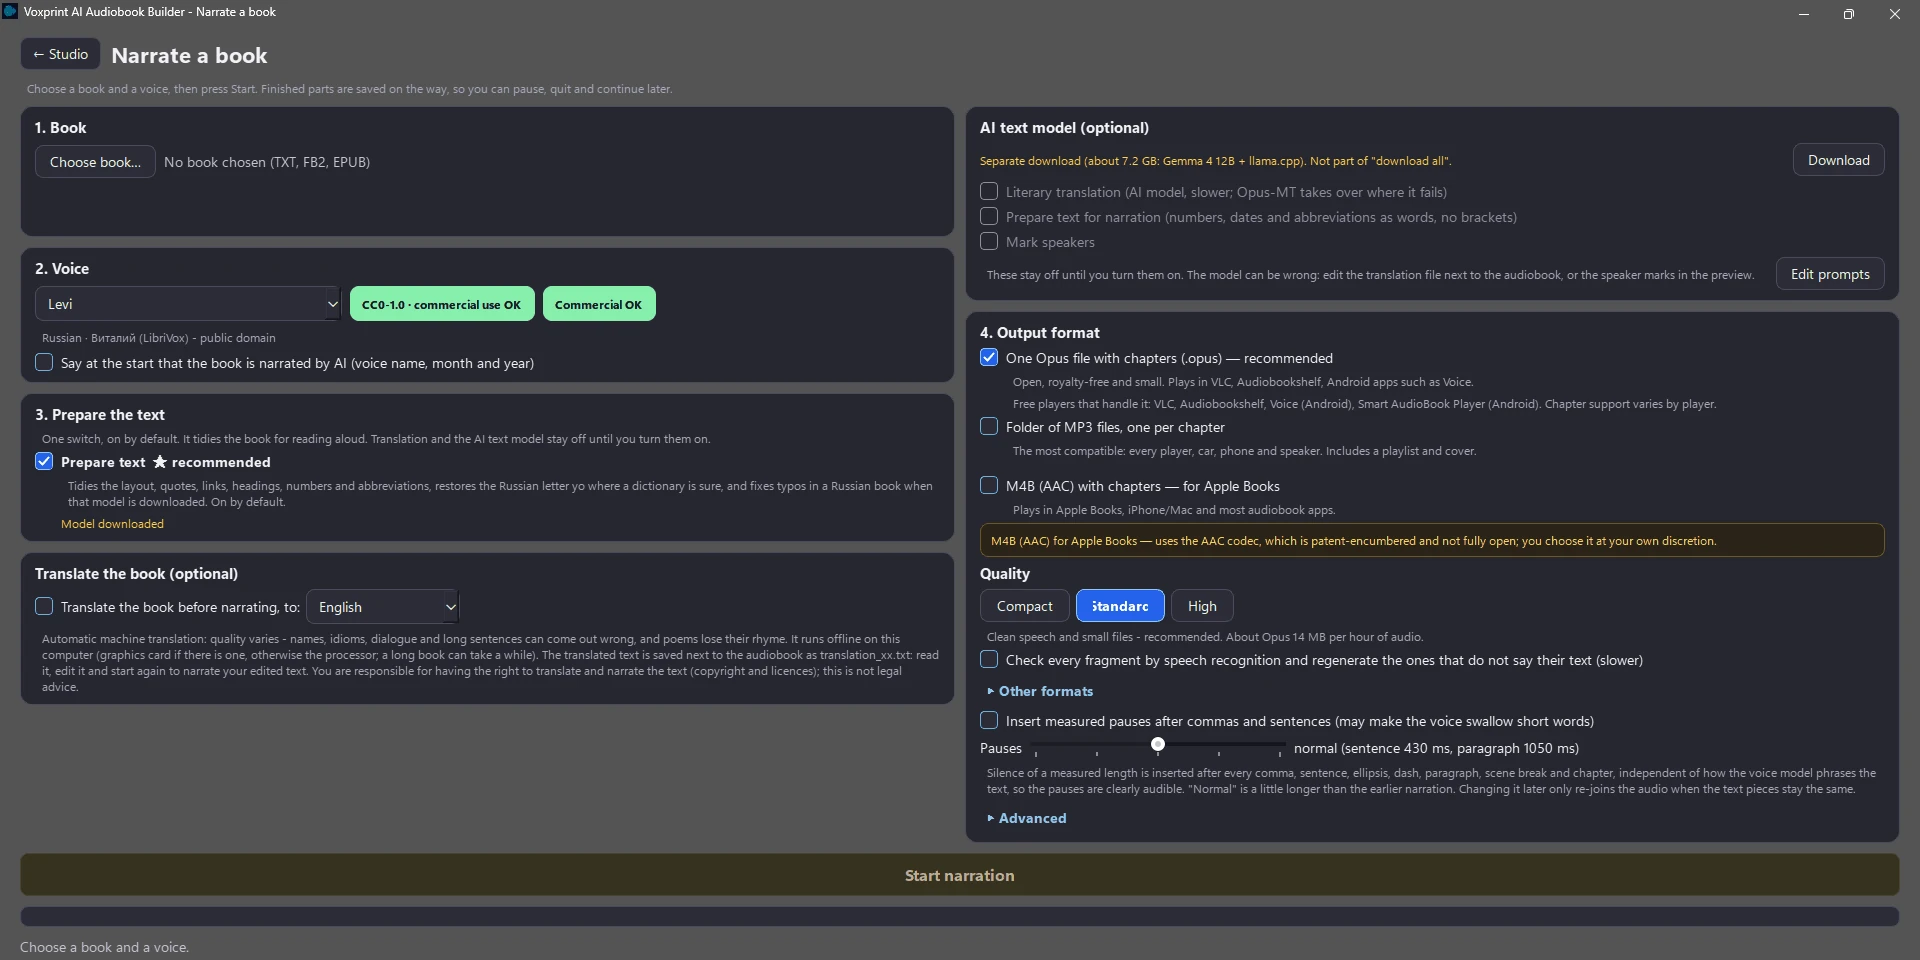 Voxprint AI Audiobook Builder - Narrate a book
← Studio
Narrate a book
Choose a book and a voice, then press Start. Finished parts are saved on the way, so you can pause, quit and continue later.
1. Book
Choose book...
No book chosen (TXT, FB2, EPUB)
2. Voice
Levi
CC0-1.0 · commercial use OK
Commercial OK
Russian · Виталий (LibriVox) - public domain
Say at the start that the book is narrated by AI (voice name, month and year)
3. Prepare the text
One switch, on by default. It tidies the book for reading aloud. Translation and the AI text model stay off until you turn them on.
Prepare text ★ recommended
Tidies the layout, quotes, links, headings, numbers and abbreviations, restores the Russian letter yo where a dictionary is sure, and fixes typos in a Russian book when
that model is downloaded. On by default.
Model downloaded
Translate the book (optional)
Translate the book before narrating, to:
English
Automatic machine translation: quality varies - names, idioms, dialogue and long sentences can come out wrong, and poems lose their rhyme. It runs offline on this
computer (graphics card if there is one, otherwise the processor; a long book can take a while). The translated text is saved next to the audiobook as translation_xx.txt: read
it, edit it and start again to narrate your edited text. You are responsible for having the right to translate and narrate the text (copyright and licences); this is not legal
advice.
AI text model (optional)
Separate download (about 7.2 GB: Gemma 4 12B + llama.cpp). Not part of "download all".
Download
Literary translation (AI model, slower; Opus-MT takes over where it fails)
Prepare text for narration (numbers, dates and abbreviations as words, no brackets)
Mark speakers
These stay off until you turn them on. The model can be wrong: edit the translation file next to the audiobook, or the speaker marks in the preview.
Edit prompts
4. Output format
One Opus file with chapters (.opus) — recommended
Open, royalty-free and small. Plays in VLC, Audiobookshelf, Android apps such as Voice.
Free players that handle it: VLC, Audiobookshelf, Voice (Android), Smart AudioBook Player (Android). Chapter support varies by player.
Folder of MP3 files, one per chapter
The most compatible: every player, car, phone and speaker. Includes a playlist and cover.
M4B (AAC) with chapters — for Apple Books
Plays in Apple Books, iPhone/Mac and most audiobook apps.
M4B (AAC) for Apple Books — uses the AAC codec, which is patent-encumbered and not fully open; you choose it at your own discretion.
Quality
Compact
Standard
High
Clean speech and small files - recommended. About Opus 14 MB per hour of audio.
Check every fragment by speech recognition and regenerate the ones that do not say their text (slower)
▸ Other formats
Insert measured pauses after commas and sentences (may make the voice swallow short words)
Pauses
normal (sentence 430 ms, paragraph 1050 ms)
Silence of a measured length is inserted after every comma, sentence, ellipsis, dash, paragraph, scene break and chapter, independent of how the voice model phrases the
text, so the pauses are clearly audible. "Normal" is a little longer than the earlier narration. Changing it later only re-joins the audio when the text pieces stay the same.
▸ Advanced
Start narration
Choose a book and a voice.